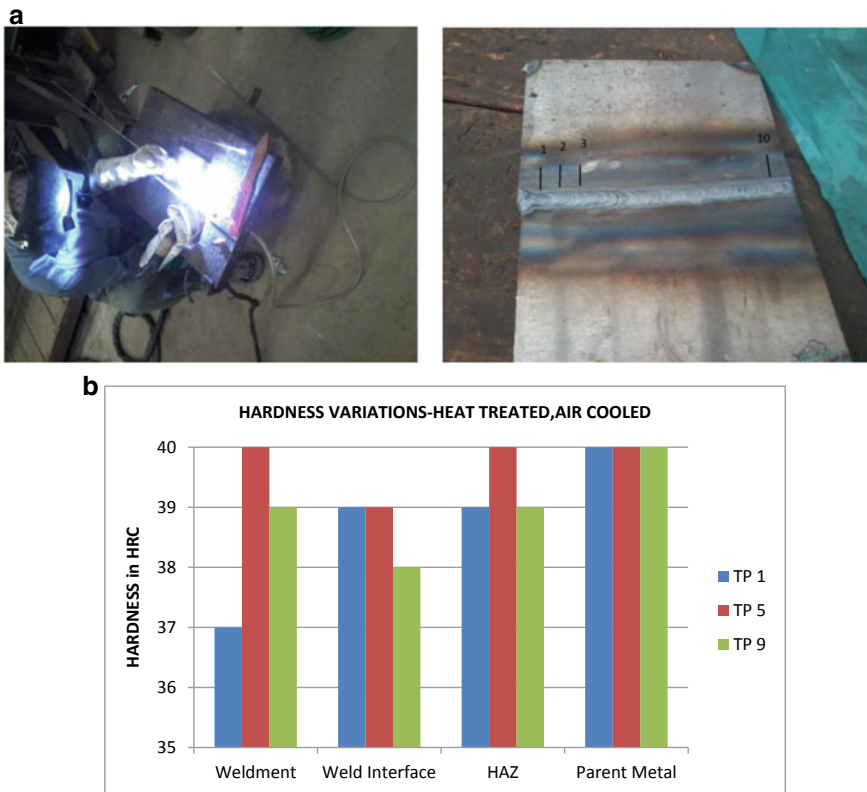 a
1 2 3 10
b
HARDNESS VARIATIONS-HEAT TREATED,AIR COOLED
HARDNESS in HRC
40
39
38
37
36
35
Weldment Weld Interface HAZ Parent Metal
TP 1
TP 5
TP 9